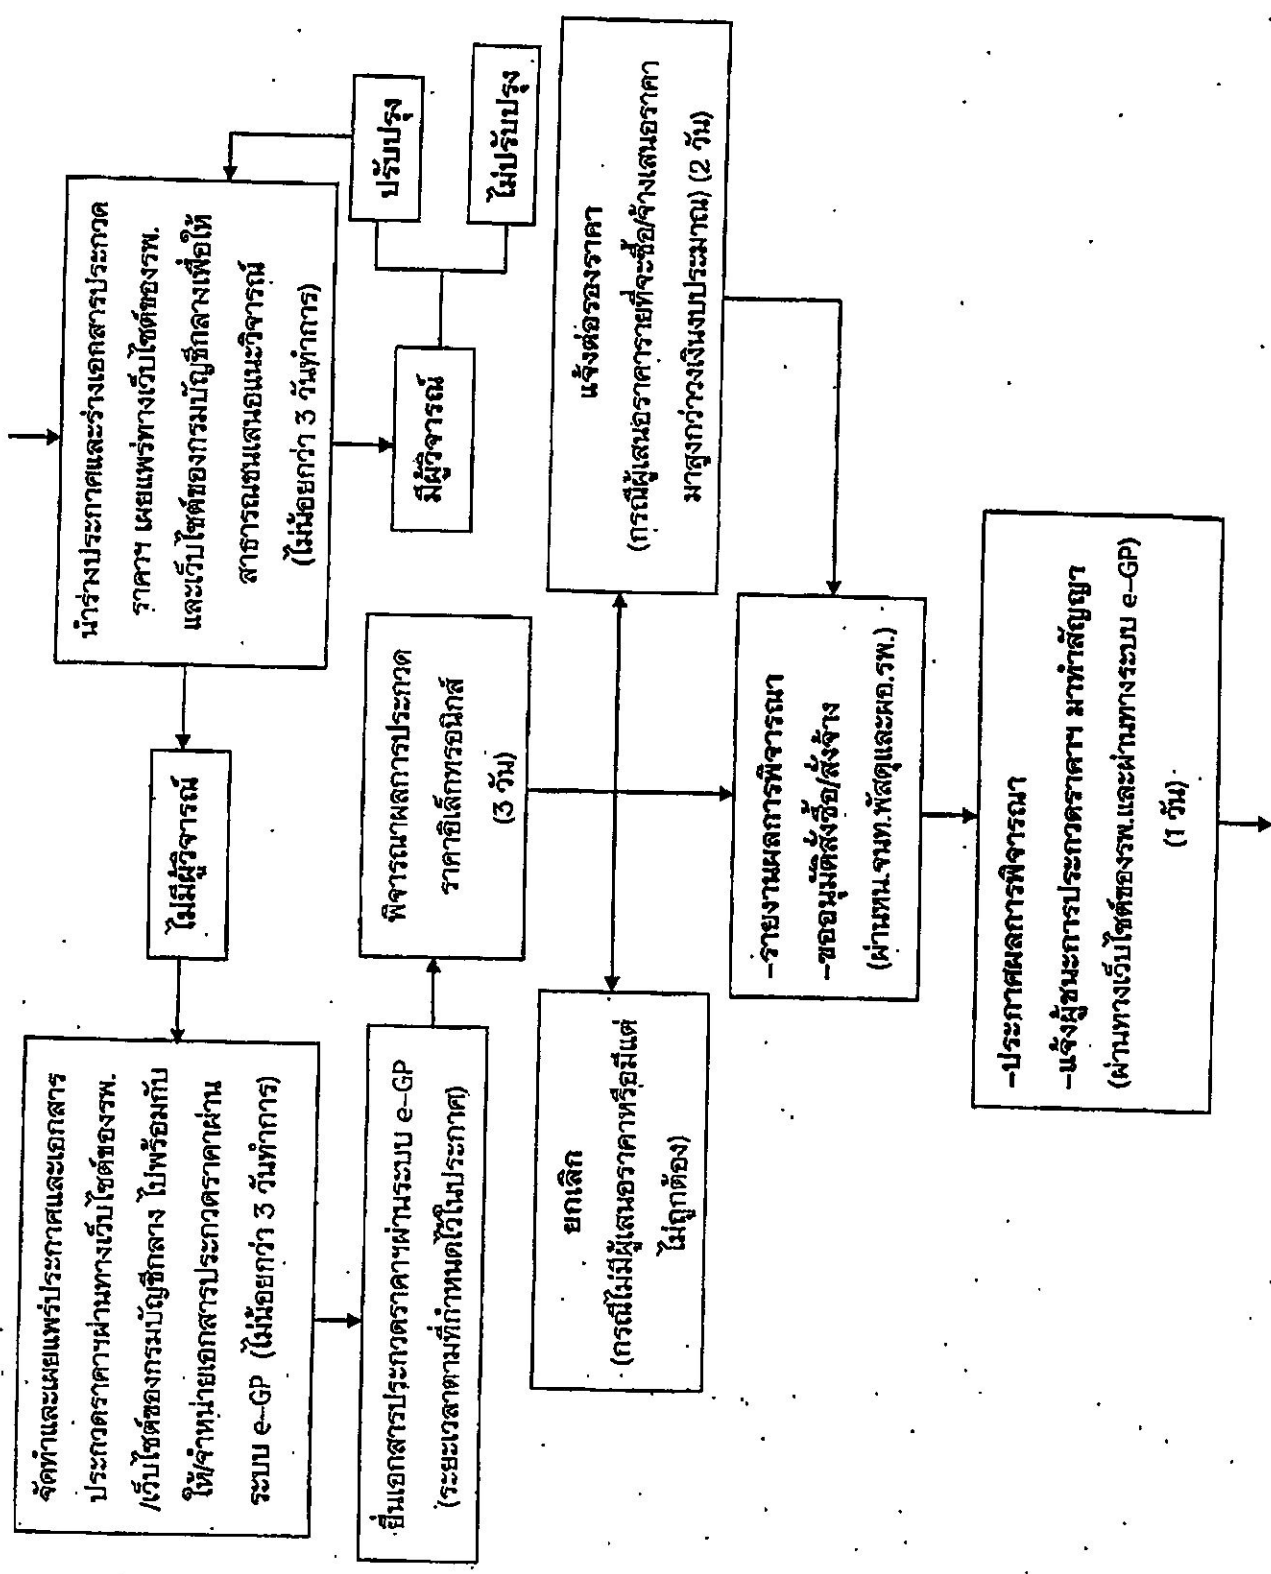 นำร่างประกาศและร่างเอกสารประกวด
ราคาฯ เผยแพร่ทางเว็บไซต์ของรพ.
และเว็บไซต์ของกรมบัญชีกลางเพื่อให้
สาธารณชนเสนอแนะวิจารณ์
(ไม่น้อยกว่า 3 วันทำการ)
ปรับปรุง
ไม่ปรับปรุง
มีผู้วิจารณ์
ไม่มีผู้วิจารณ์
จัดทำและเผยแพร่ประกาศและเอกสาร
ประกวดราคาฯผ่านทางเว็บไซต์ของรพ.
/เว็บไซต์ของกรมบัญชีกลาง ไปพร้อมกับ
ให้/จำหน่ายเอกสารประกวดราคาผ่าน
ระบบ e-GP (ไม่น้อยกว่า 3 วันทำการ)
ยื่นเอกสารประกวดราคาฯผ่านระบบ e-GP
(ระยะเวลาตามที่กำหนดไว้ในประกาศ)
พิจารณาผลการประกวด
ราคาอิเล็กทรอนิกส์
(3 วัน)
แจ้งต่อรองราคา
(กรณีผู้เสนอราคารายที่จะซื้อ/จ้างเสนอราคา
มาสูงกว่าวงเงินงบประมาณ) (2 วัน)
ยกเลิก
(กรณีไม่มีผู้เสนอราคาหรือมีแต่
ไม่ถูกต้อง)
-รายงานผลการพิจารณา
-ขออนุมัติสั่งซื้อ/สั่งจ้าง
(ผ่านหน.จนท.พัสดุและผอ.รพ.)
-ประกาศผลการพิจารณา
-แจ้งผู้ชนะการประกวดราคาฯ มาทำสัญญา
(ผ่านทางเว็บไซต์ของรพ.และผ่านทางระบบ e-GP)
(1 วัน)